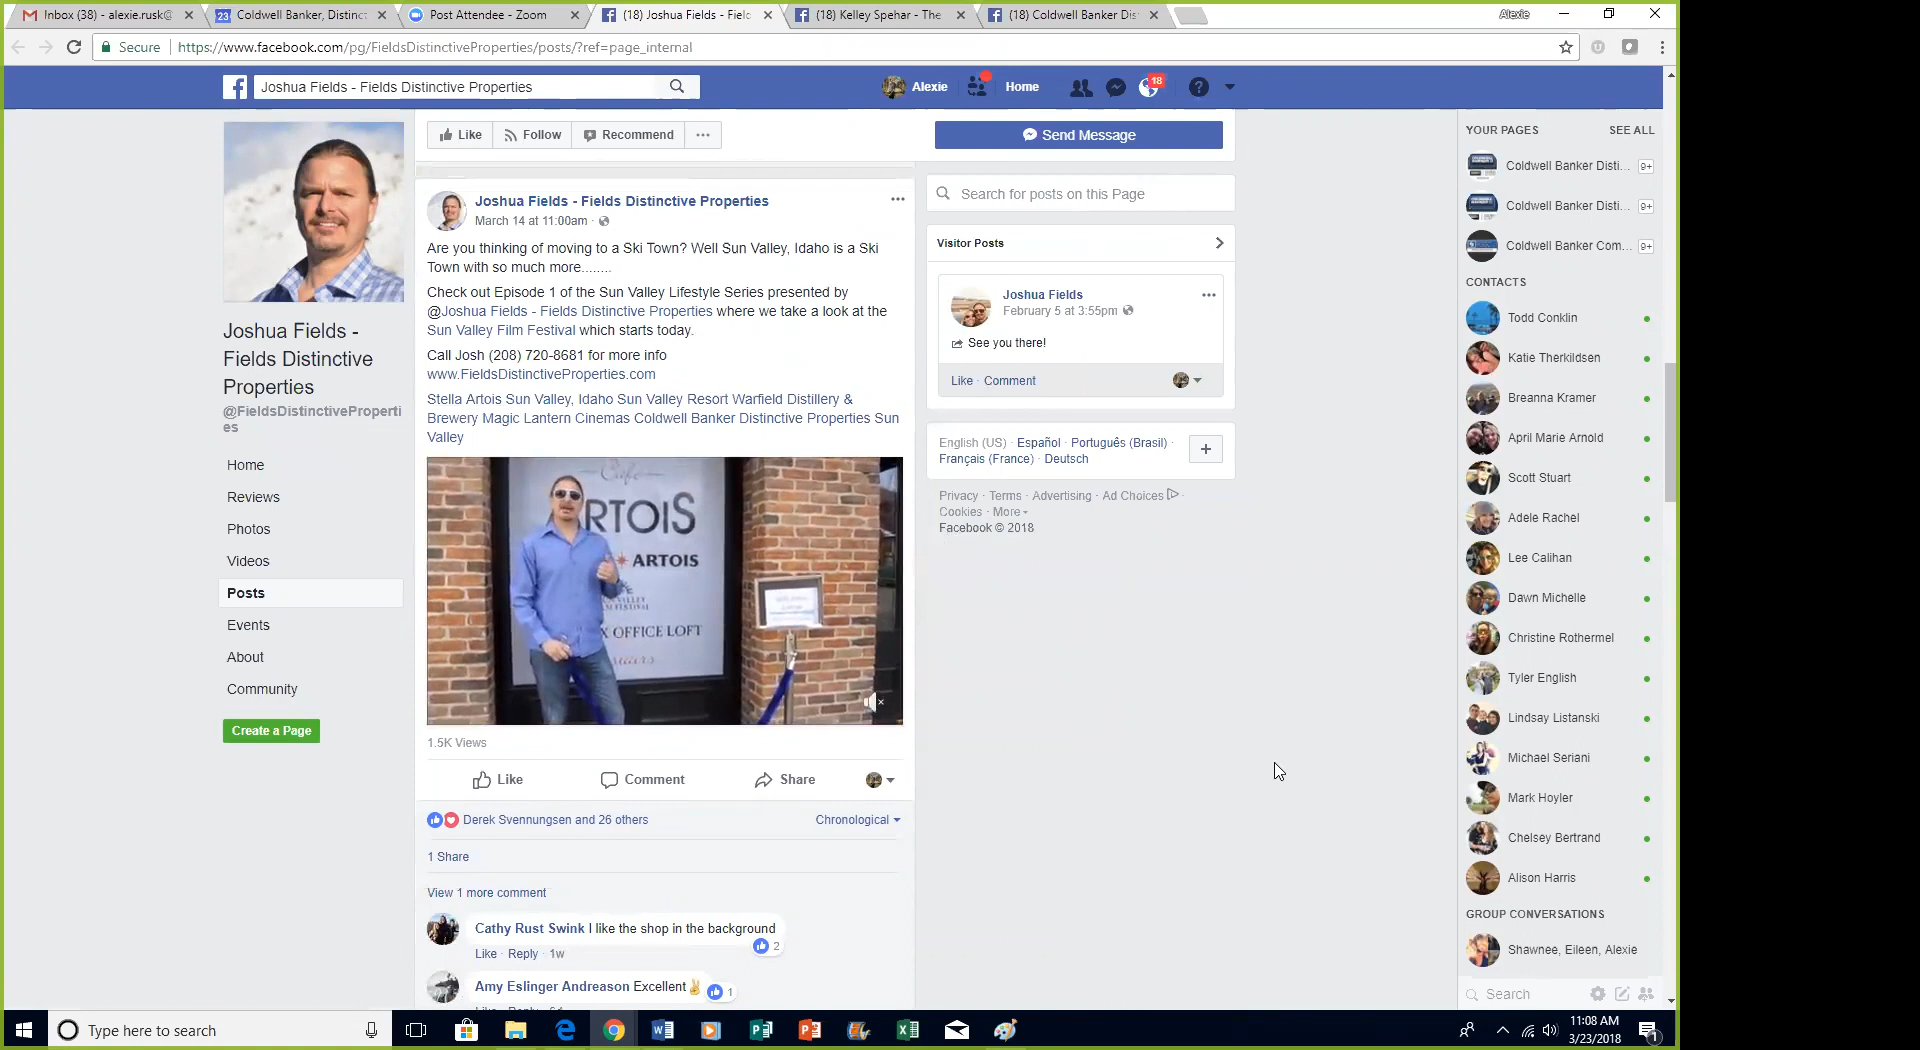 Inbox (38) - alexie.rusk@
Coldwell Banker, Distinct
Post Attendee - Zoom
(18) Joshua Fields - Field
(18) Kelley Spehar - The
(18) Coldwell Banker Dis
Alexie
Secure
https://www.facebook.com/pg/FieldsDistinctiveProperties/posts/?ref=page_internal
Joshua Fields - Fields Distinctive Properties
Alexie
Home
18
Like
Follow
Recommend
Send Message
Joshua Fields -
Fields Distinctive
Properties
@FieldsDistinctiveProperti
es
Home
Reviews
Photos
Videos
Posts
Events
About
Community
Create a Page
Joshua Fields - Fields Distinctive Properties
March 14 at 11:00am ·
Are you thinking of moving to a Ski Town? Well Sun Valley, Idaho is a Ski
Town with so much more........
Check out Episode 1 of the Sun Valley Lifestyle Series presented by
@Joshua Fields - Fields Distinctive Properties where we take a look at the
Sun Valley Film Festival which starts today.
Call Josh (208) 720-8681 for more info
www.FieldsDistinctiveProperties.com
Stella Artois Sun Valley, Idaho Sun Valley Resort Warfield Distillery &
Brewery Magic Lantern Cinemas Coldwell Banker Distinctive Properties Sun
Valley
Cafe
ARTOIS
ARTOIS
OFFICE LOFT
1.5K Views
Like
Comment
Share
Derek Svennungsen and 26 others
Chronological
1 Share
View 1 more comment
Cathy Rust Swink I like the shop in the background
2
Like · Reply · 1w
Amy Eslinger Andreason Excellent✌
1
Search for posts on this Page
Visitor Posts
Joshua Fields
February 5 at 3:55pm ·
See you there!
Like · Comment
English (US) · Español · Português (Brasil) ·
Français (France) · Deutsch
Privacy · Terms · Advertising · Ad Choices ·
Cookies · More
Facebook © 2018
YOUR PAGES
SEE ALL
Coldwell Banker Disti...
9+
Coldwell Banker Disti...
9+
Coldwell Banker Com...
9+
CONTACTS
Todd Conklin
Katie Therkildsen
Breanna Kramer
April Marie Arnold
Scott Stuart
Adele Rachel
Lee Calihan
Dawn Michelle
Christine Rothermel
Tyler English
Lindsay Listanski
Michael Seriani
Mark Hoyler
Chelsey Bertrand
Alison Harris
GROUP CONVERSATIONS
Shawnee, Eileen, Alexie
Search
Type here to search
11:08 AM
3/23/2018
1